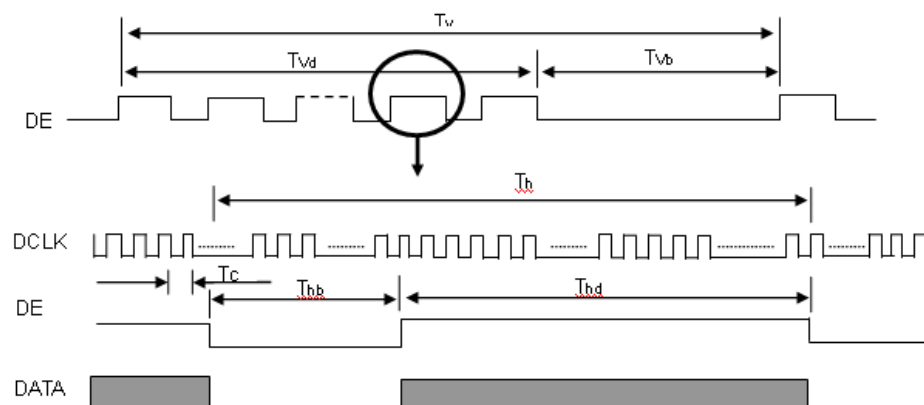 Tv
Tvd
Tvb
DE
Th
DCLK
Tc
Thb
Thd
DE
DATA